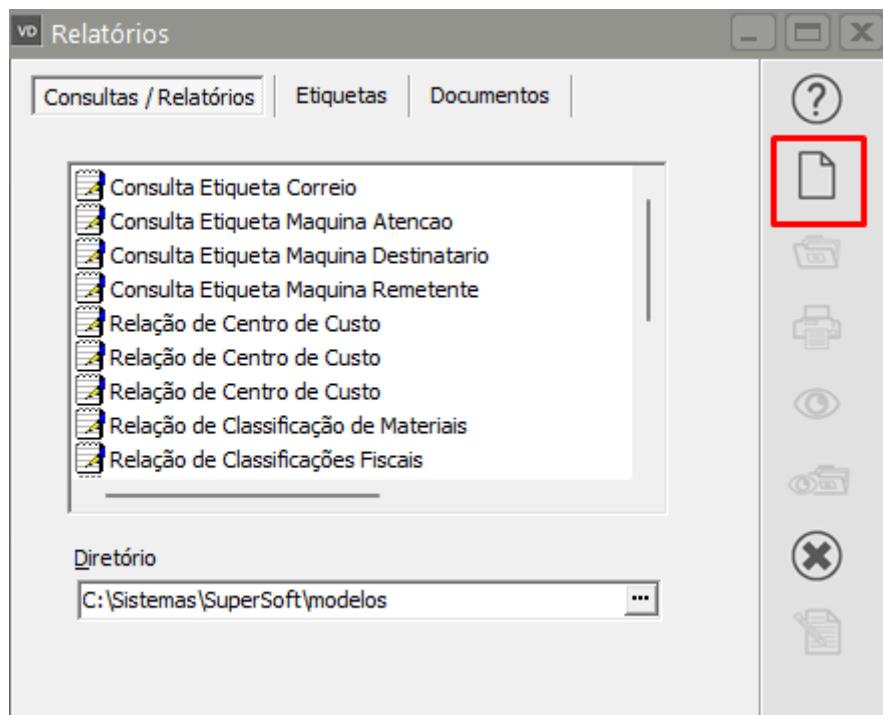 VD Relatórios
Consultas / Relatórios Etiquetas Documentos
Consulta Etiqueta Correio
Consulta Etiqueta Maquina Atencao
Consulta Etiqueta Maquina Destinatario
Consulta Etiqueta Maquina Remetente
Relação de Centro de Custo
Relação de Centro de Custo
Relação de Centro de Custo
Relação de Classificação de Materiais
Relação de Classificações Fiscais
Diretório
C:\Sistemas\SuperSoft\modelos ...